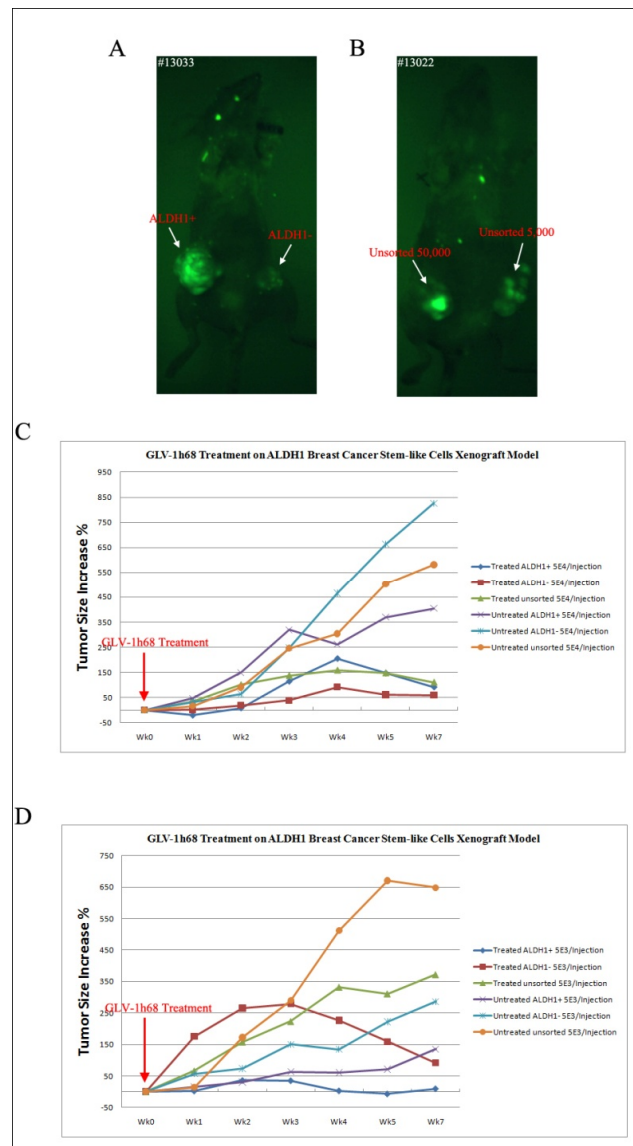 A
B
#13033
#13022
ALDH1+
ALDH1-
Unsorted 50,000
Unsorted 5,000
C
GLV-1h68 Treatment on ALDH1 Breast Cancer Stem-like Cells Xenograft Model
Tumor Size Increase %
950
850
750
650
550
450
350
250
150
50
-50
GLV-1h68 Treatment
Wk0 Wk1 Wk2 Wk3 Wk4 Wk5 Wk7
Treated ALDH1+ 5E4/Injection
Treated ALDH1- 5E4/Injection
Treated unsorted 5E4/Injection
Untreated ALDH1+ 5E4/Injection
Untreated ALDH1- 5E4/Injection
Untreated unsorted 5E4/Injection
D
GLV-1h68 Treatment on ALDH1 Breast Cancer Stem-like Cells Xenograft Model
Tumor Size Increase %
750
650
550
450
350
250
150
50
-50
GLV-1h68 Treatment
Wk0 Wk1 Wk2 Wk3 Wk4 Wk5 Wk7
Treated ALDH1+ 5E3/Injection
Treated ALDH1- 5E3/Injection
Treated unsorted 5E3/Injection
Untreated ALDH1+ 5E3/Injection
Untreated ALDH1- 5E3/Injection
Untreated unsorted 5E3/Injection